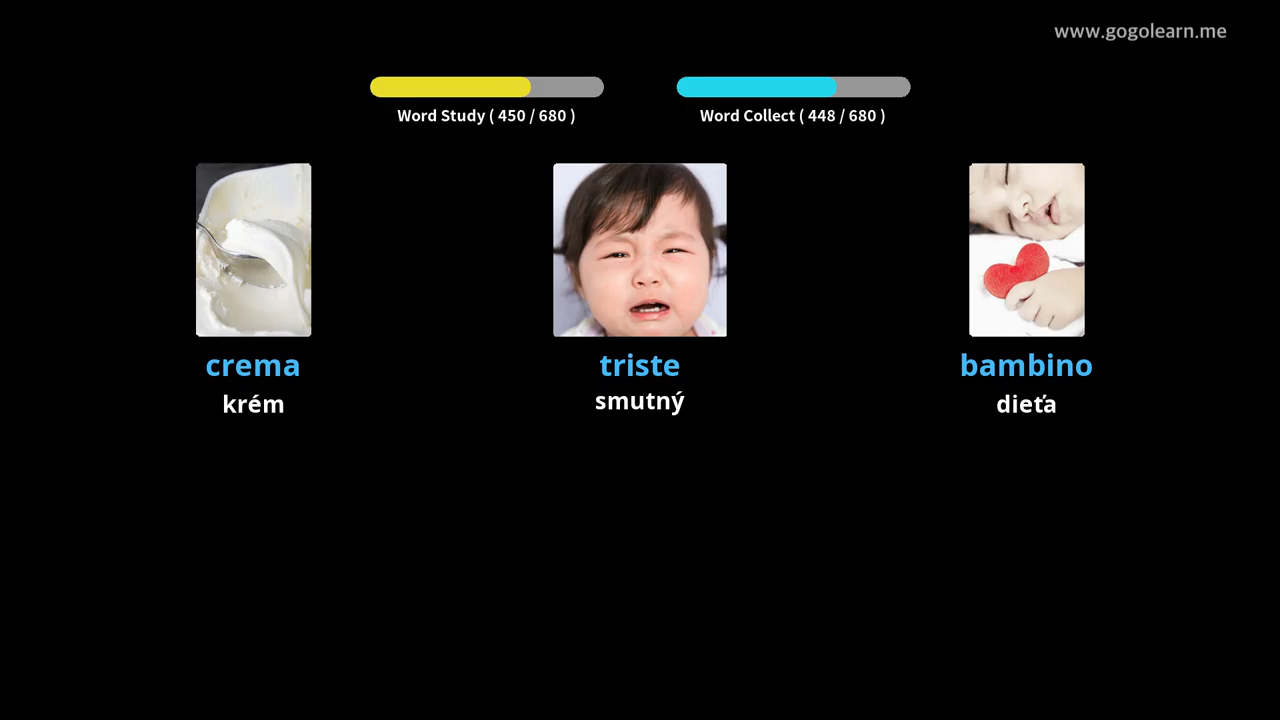 www.gogolearn.me
Word Study ( 450 / 680 )
Word Collect ( 448 / 680 )
crema
krém
triste
smutný
bambino
dieťa